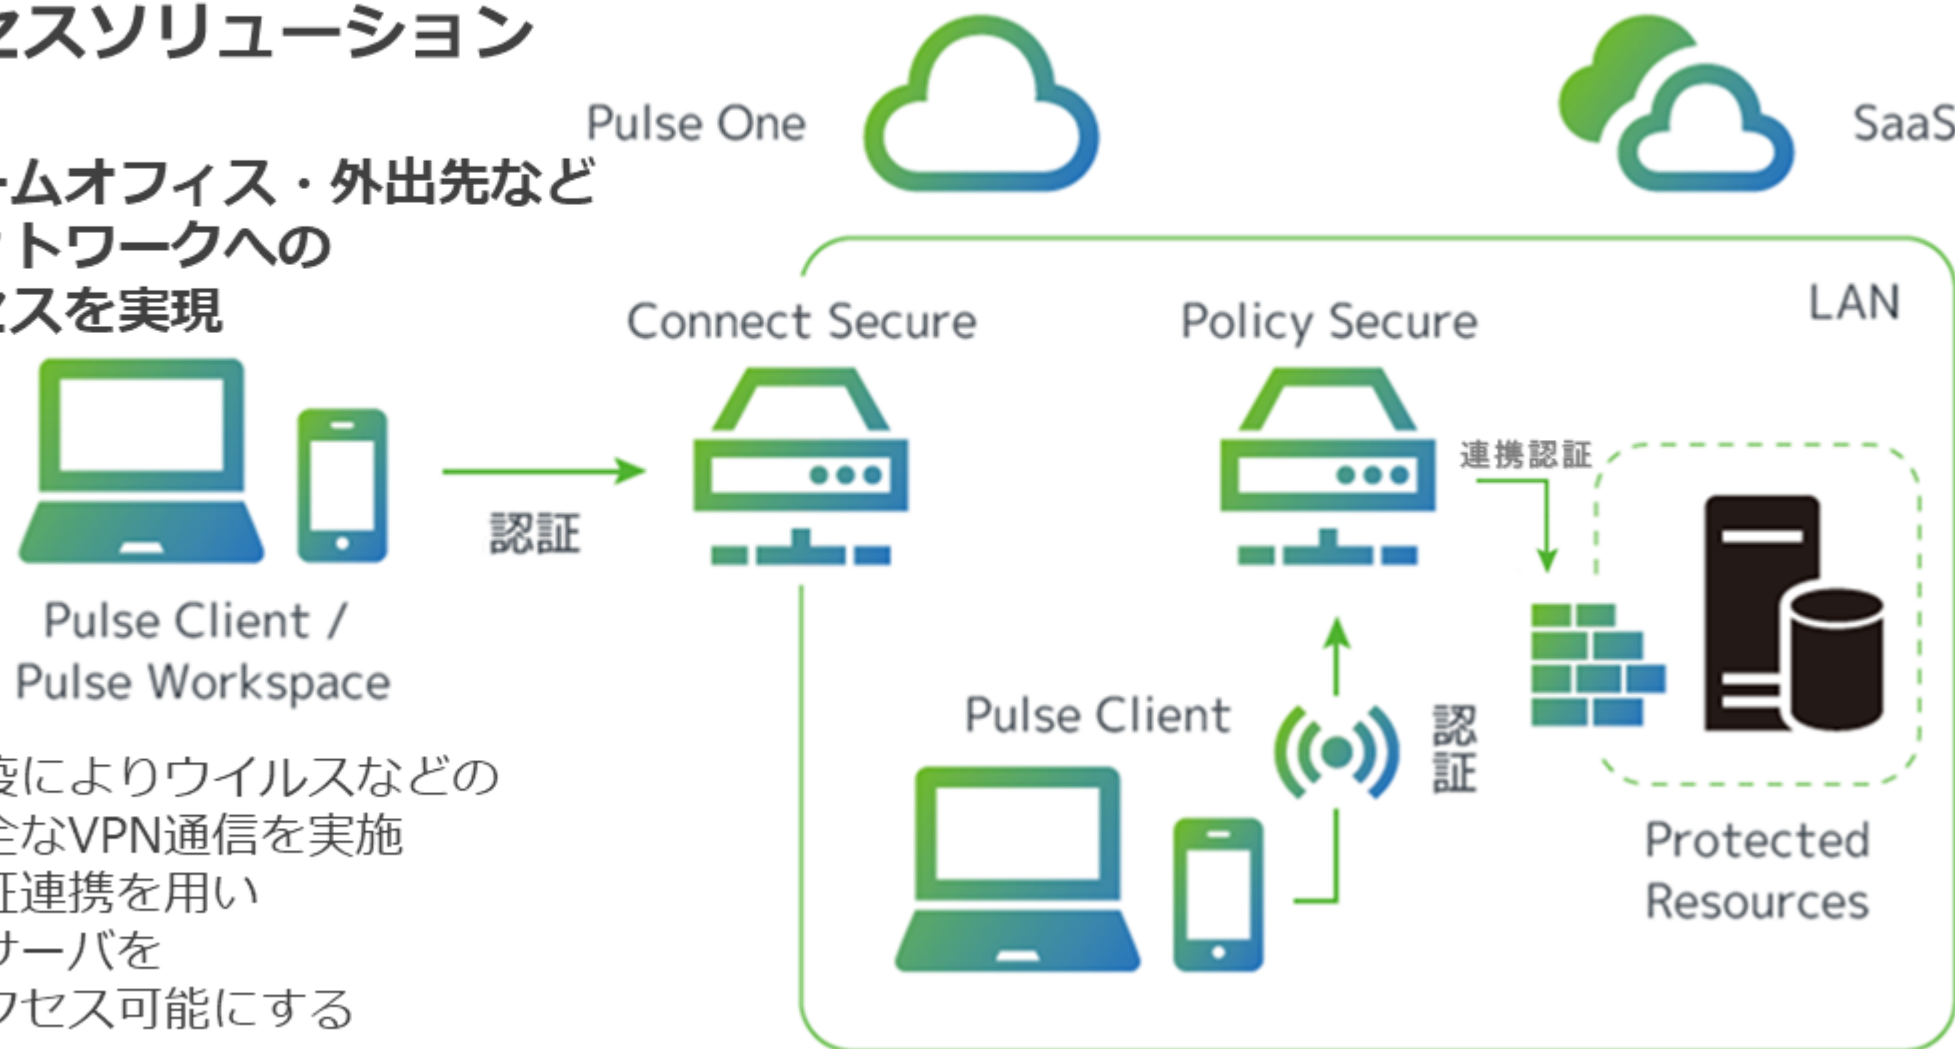 セスソリューション
ームオフィス・外出先など
ットワークへの
セスを実現
Pulse One
SaaS
LAN
Connect Secure
Policy Secure
認証
連携認証
Pulse Client /
Pulse Workspace
Pulse Client
認証
Protected
Resources
疫によりウイルスなどの
全なVPN通信を実施
証連携を用い
サーバを
クセス可能にする